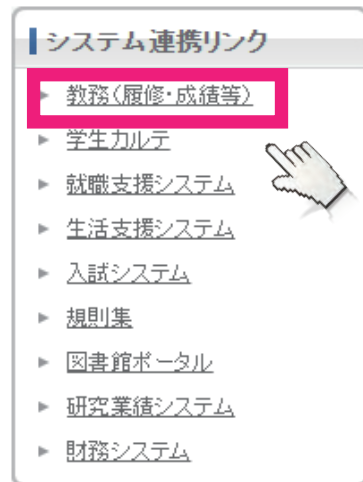 システム連携リンク
教務(履修・成績等)
学生カルテ
就職支援システム
生活支援システム
入試システム
規則集
図書館ポータル
研究業績システム
財務システム